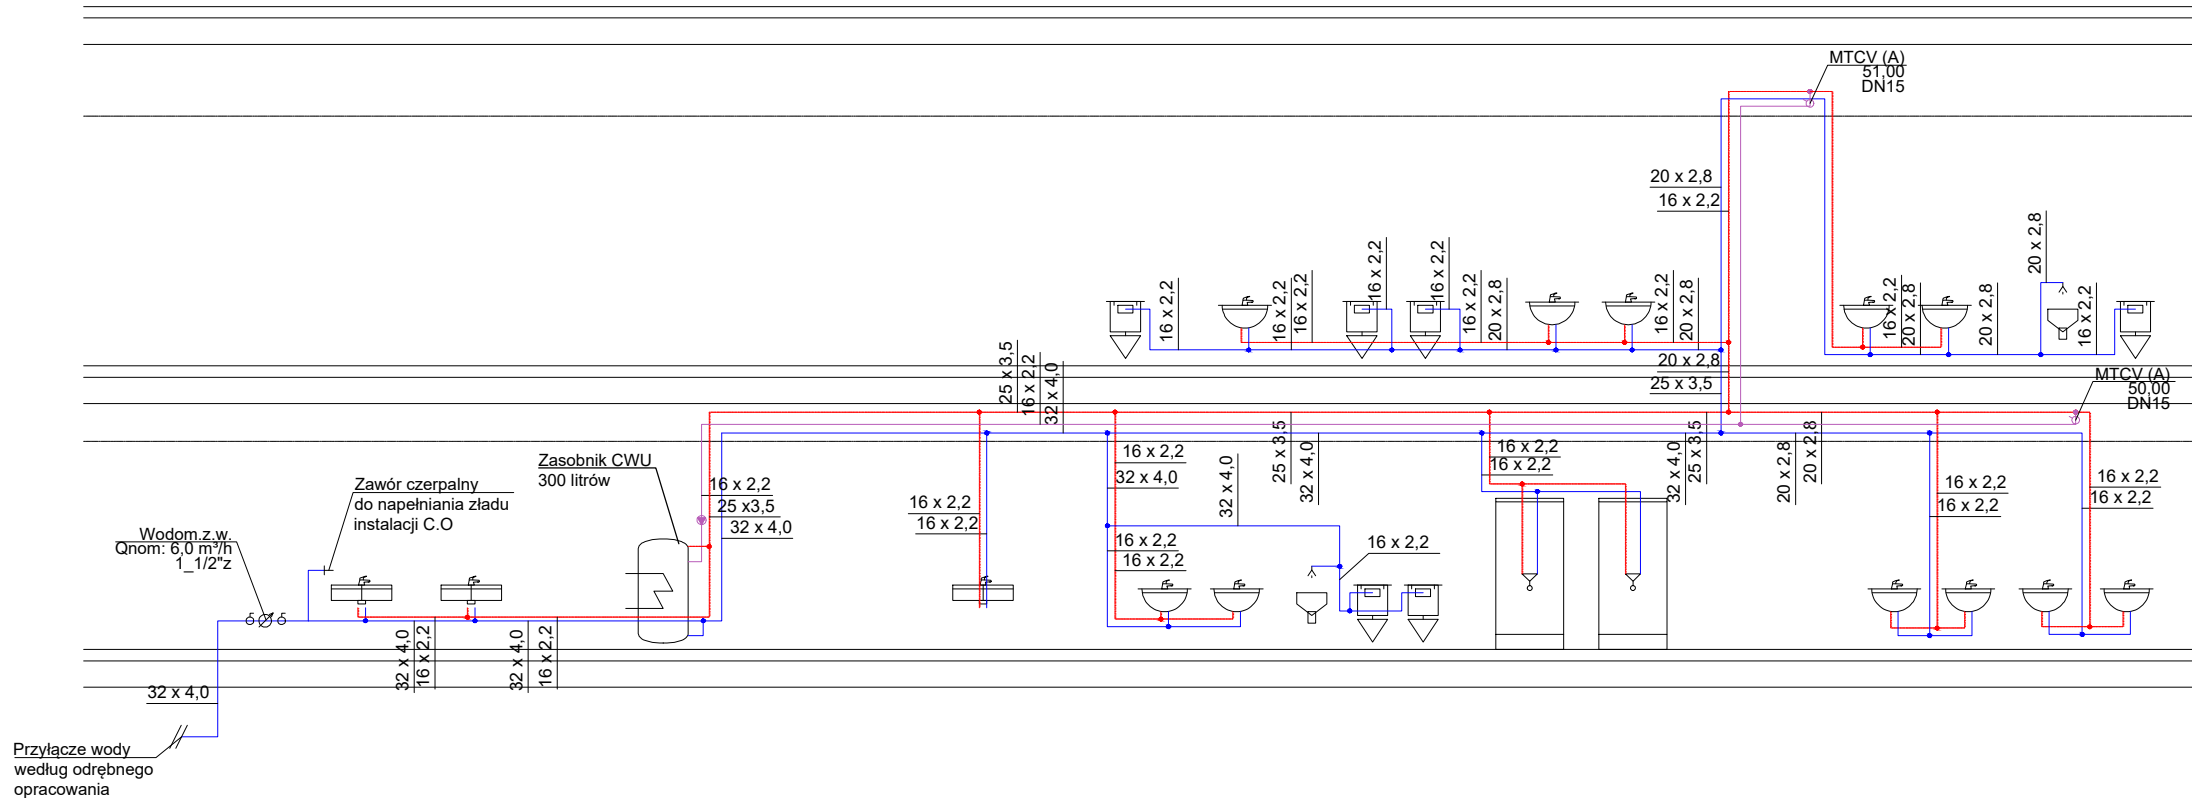 MTCV (A)
51,00
DN15
20 x 2,8
16 x 2,2
20 x 2,8
16 x 2,2
16 x 2,2
16 x 2,2
16 x 2,2
16 x 2,2
16 x 2,2
16 x 2,2
20 x 2,8
16 x 2,2
20 x 2,8
16 x 2,2
20 x 2,8
20 x 2,8
16 x 2,2
25 x 3,5
16 x 2,2
32 x 4,0
20 x 2,8
25 x 3,5
MTCV (A)
50,00
DN15
25 x 3,5
32 x 4,0
32 x 4,0
25 x 3,5
20 x 2,8
20 x 2,8
16 x 2,2
32 x 4,0
16 x 2,2
16 x 2,2
32 x 4,0
Zasobnik CWU
300 litrów
16 x 2,2
25 x3,5
32 x 4,0
Zawór czerpalny
do napełniania zładu
instalacji C.O
16 x 2,2
16 x 2,2
16 x 2,2
16 x 2,2
16 x 2,2
16 x 2,2
Wodom.z.w.
Qnom: 6,0 m³/h
1_1/2"z
16 x 2,2
16 x 2,2
16 x 2,2
32 x 4,0
16 x 2,2
32 x 4,0
16 x 2,2
32 x 4,0
Przyłącze wody
według odrębnego
opracowania